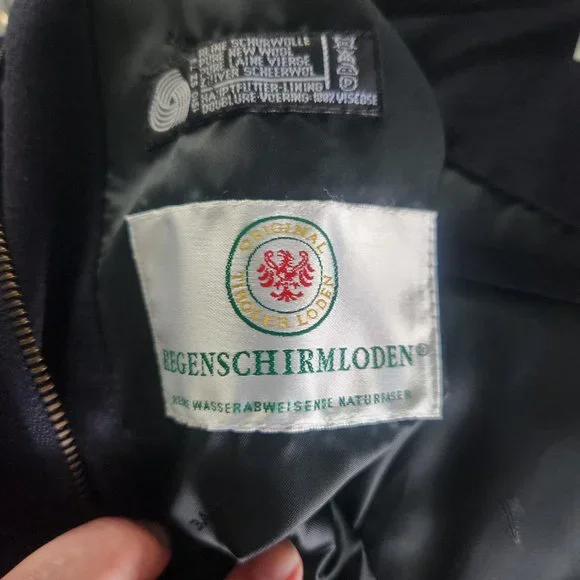 REINE SCHURWOLLE
PURE NEW WOOL
PURE LAINE VIERGE
ZUIVER SCHEERWOL
HAUPTFUTTER-LINING
DOUBLURE-VOERING: 100% VISCOSE
ORIGINAL
TIROLER LODEN
REGENSCHIRMLODEN®
REINE WASSERABWEISENDE NATURFASER